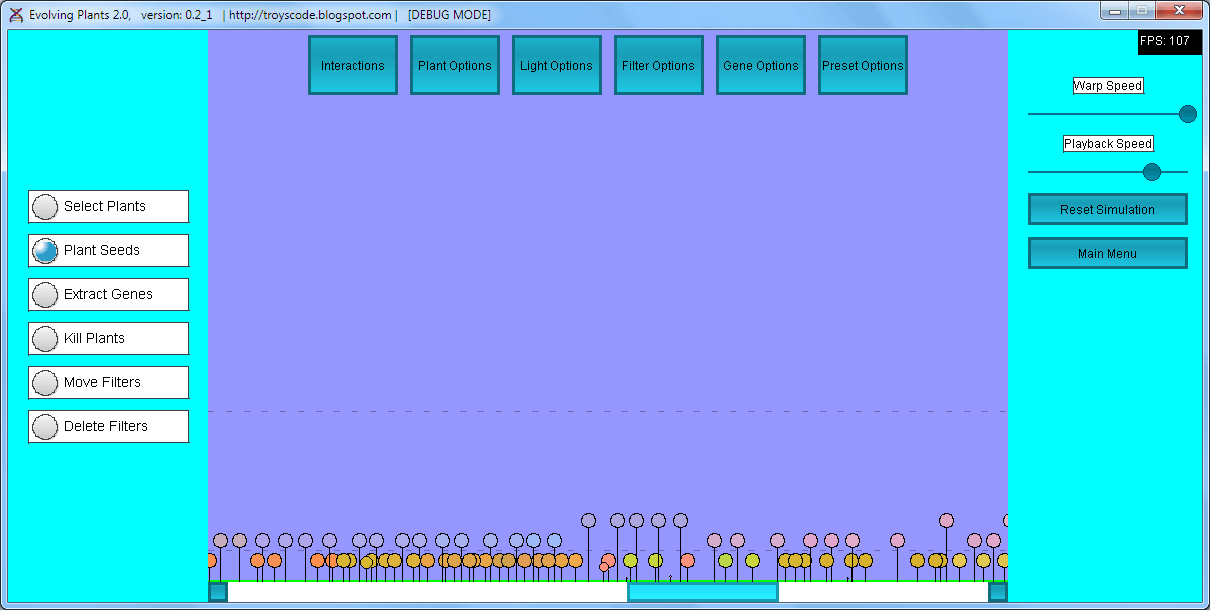 Evolving Plants 2.0, version: 0.2_1 | http://troyscode.blogspot.com | [DEBUG MODE]
FPS: 107
Interactions
Plant Options
Light Options
Filter Options
Gene Options
Preset Options
Warp Speed
Playback Speed
Reset Simulation
Main Menu
Select Plants
Plant Seeds
Extract Genes
Kill Plants
Move Filters
Delete Filters